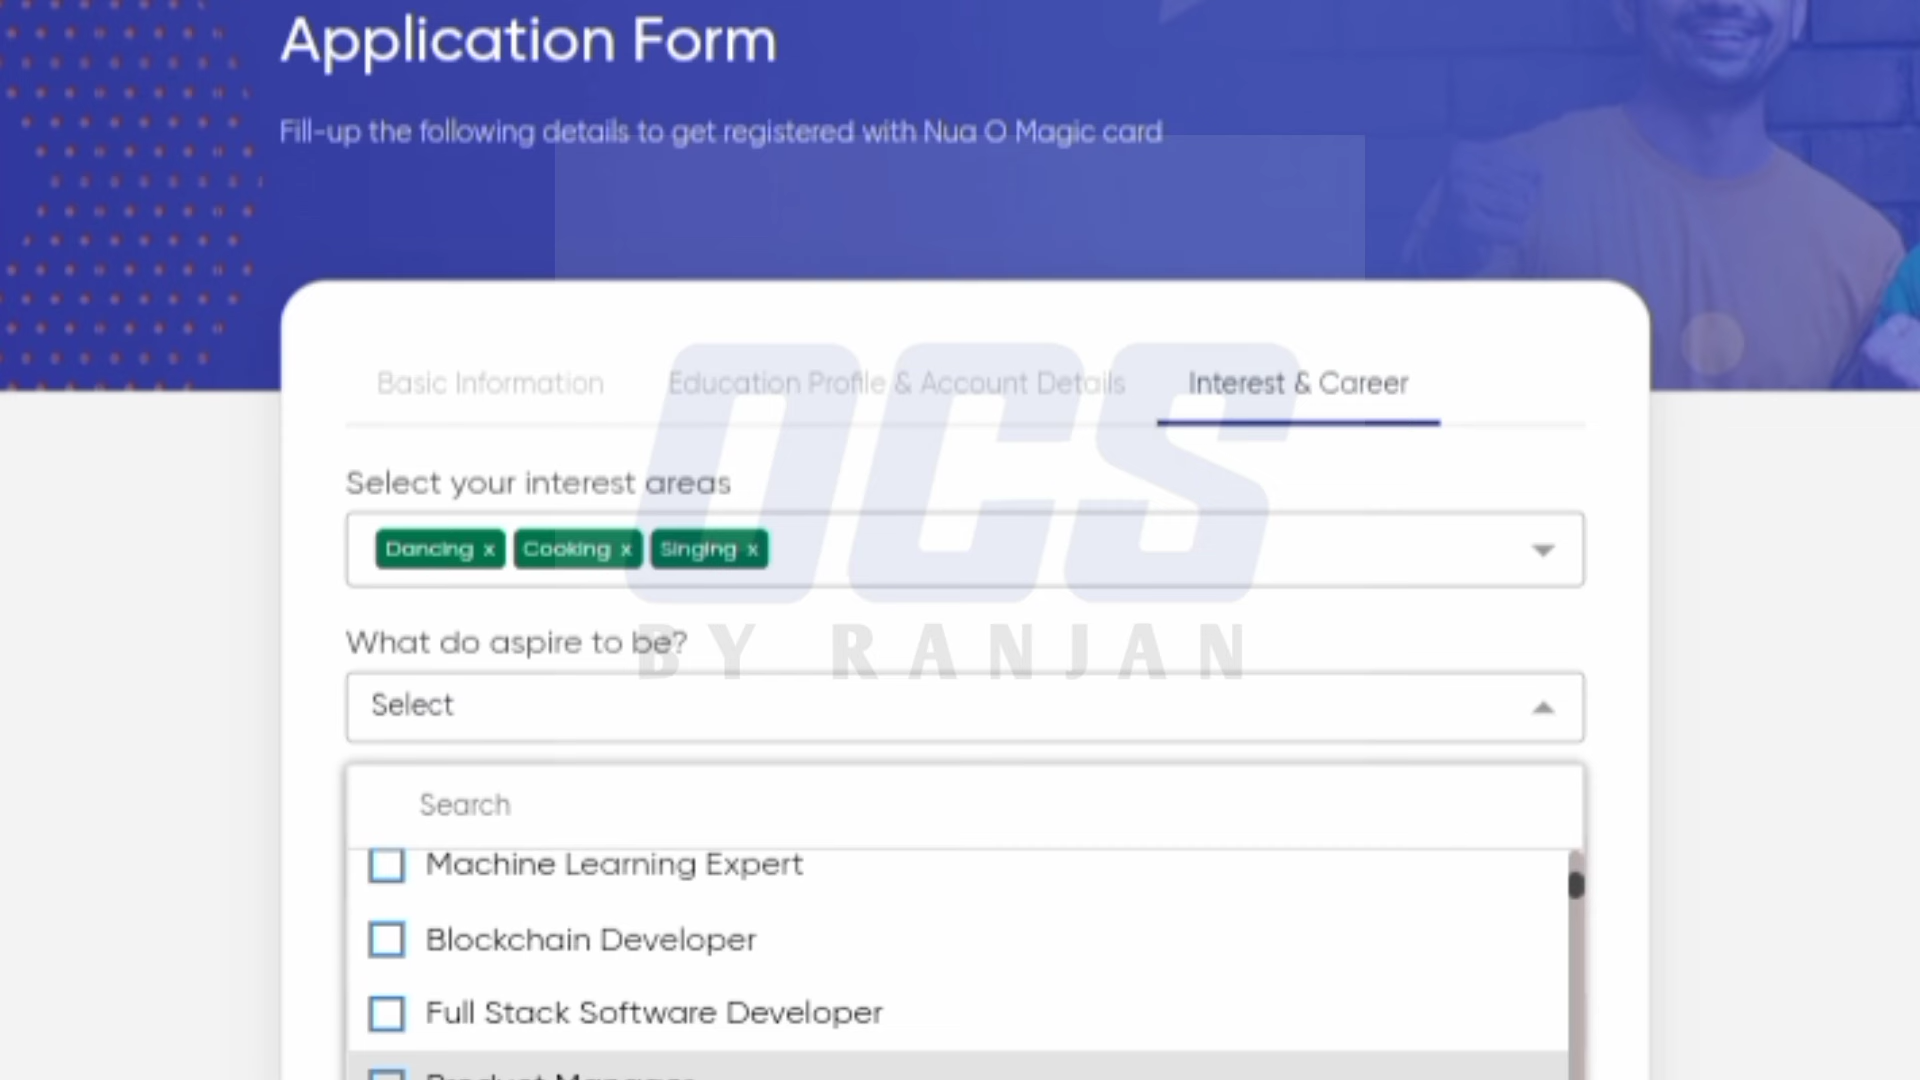 Application Form
Fill-up the following details to get registered with Nua O Magic card
Basic Information Education Profile & Account Details Interest & Career
Select your interest areas
Dancing x Cooking x Singing x
What do aspire to be?
Select
Search
Machine Learning Expert
Blockchain Developer
Full Stack Software Developer
Product Manager
OCS
BY RANJAN